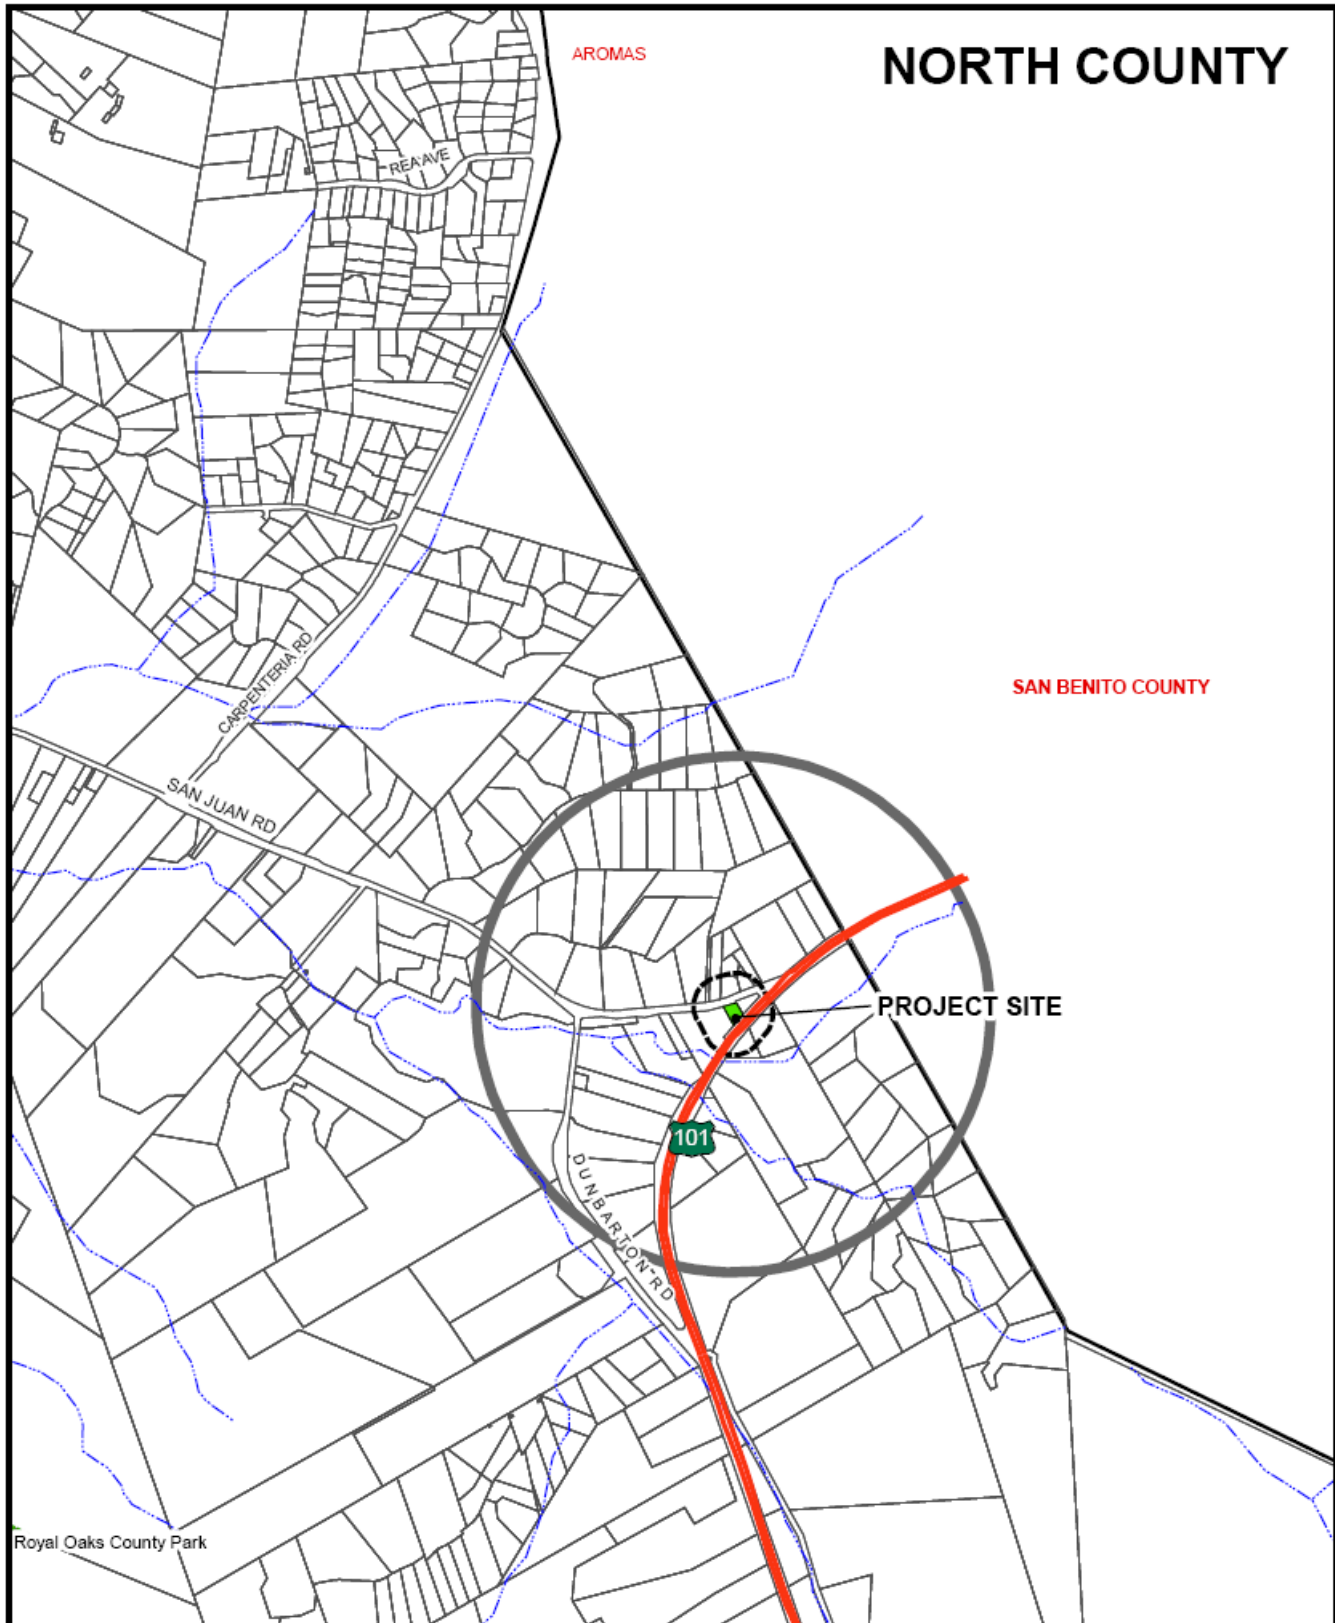 AROMAS
NORTH COUNTY
REA AVE
CARPENTERIA RD
SAN BENITO COUNTY
SAN JUAN RD
PROJECT SITE
101
DUNBARTON RD
Royal Oaks County Park